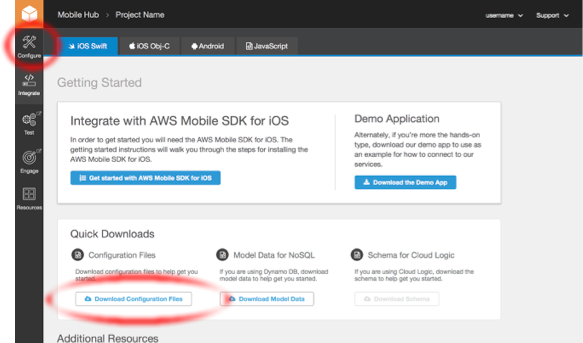 Mobile Hub > Project Name
username
Support
Configure
iOS Swift
iOS Obj-C
Android
JavaScript
Integrate
Getting Started
Integrate with AWS Mobile SDK for iOS
In order to get started you will need the AWS Mobile SDK for iOS. The
getting started instructions will walk you through the steps for installing the
AWS Mobile SDK for iOS.
Get started with AWS Mobile SDK for iOS
Demo Application
Alternately, if you're more the hands-on
type, download our demo app to use as
an example for how to connect to our
services.
Download the Demo App
Test
Engage
Resources
Quick Downloads
Configuration Files
Download configuration files to help get you
started.
Download Configuration Files
Model Data for NoSQL
If you are using Dynamo DB, download
model data to help get you started.
Download Model Data
Schema for Cloud Logic
If you are using Cloud Logic, download the
schema to help get you started.
Download Schema
Additional Resources